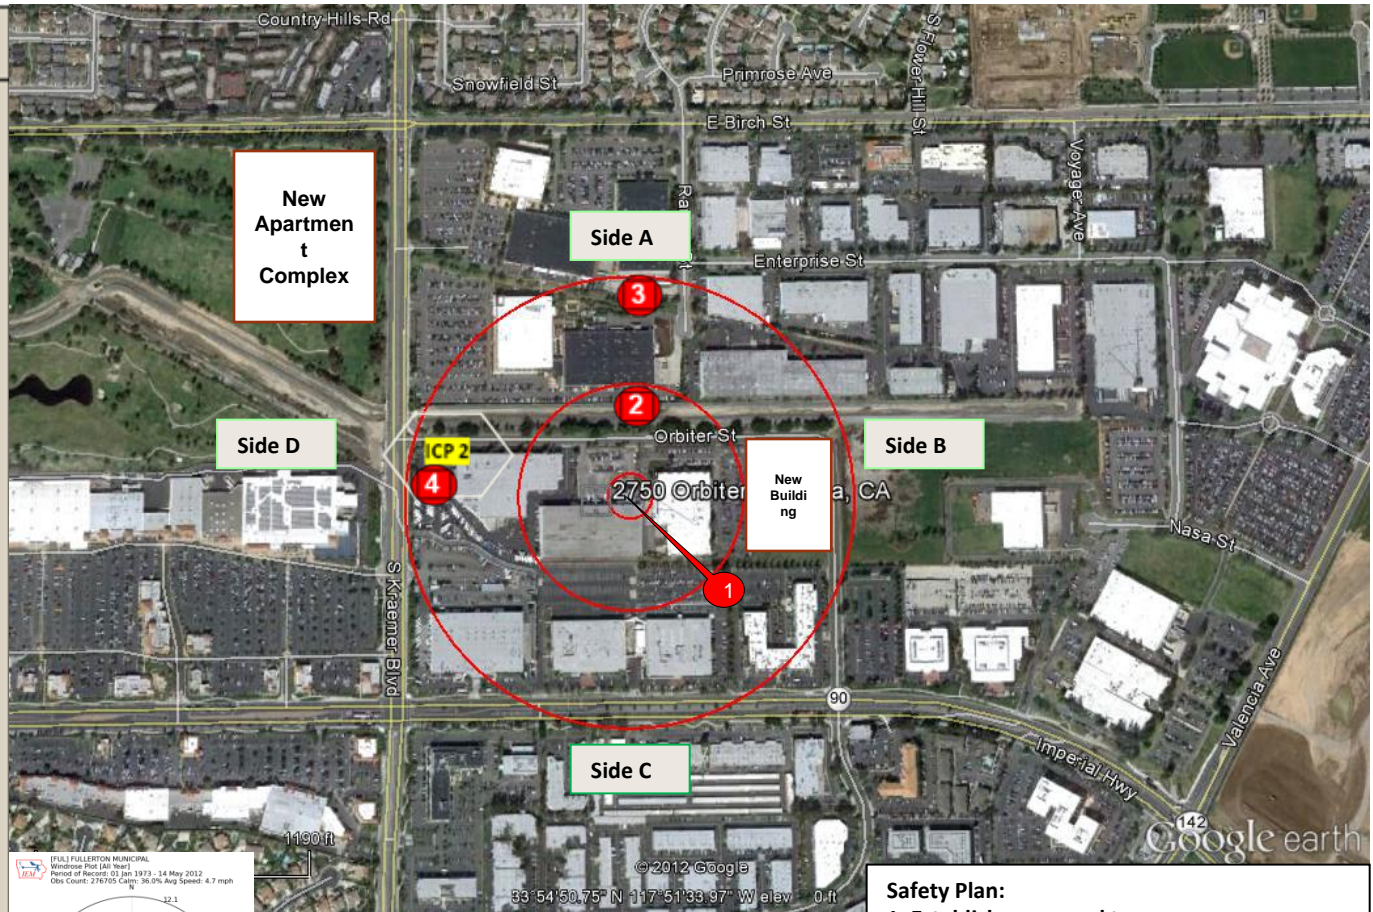 Country Hills Rd
Snowfield St
Primrose Ave
S Flower Hill St
E Birch St
Voyager Ave
New
Apartmen
t
Complex
Side A
Enterprise St
3
2
Orbiter St
Side D
Side B
ICP 2
4
New
Buildi
ng
2750 Orbiter
a, CA
Nasa St
1
S Kraemer Blvd
90
Valencia Ave
Side C
Imperial Hwy
142
1190 ft
Google earth
© 2012 Google
33°54'50.75" N 117°51'33.97" W elev 0 ft
IEM
[FUL] FULLERTON MUNICIPAL
Windrose Plot [All Year]
Period of Record: 01 Jan 1973 - 14 May 2012
Obs Count: 276705 Calm: 36.0% Avg Speed: 4.7 mph
N
12.1
Safety Plan: